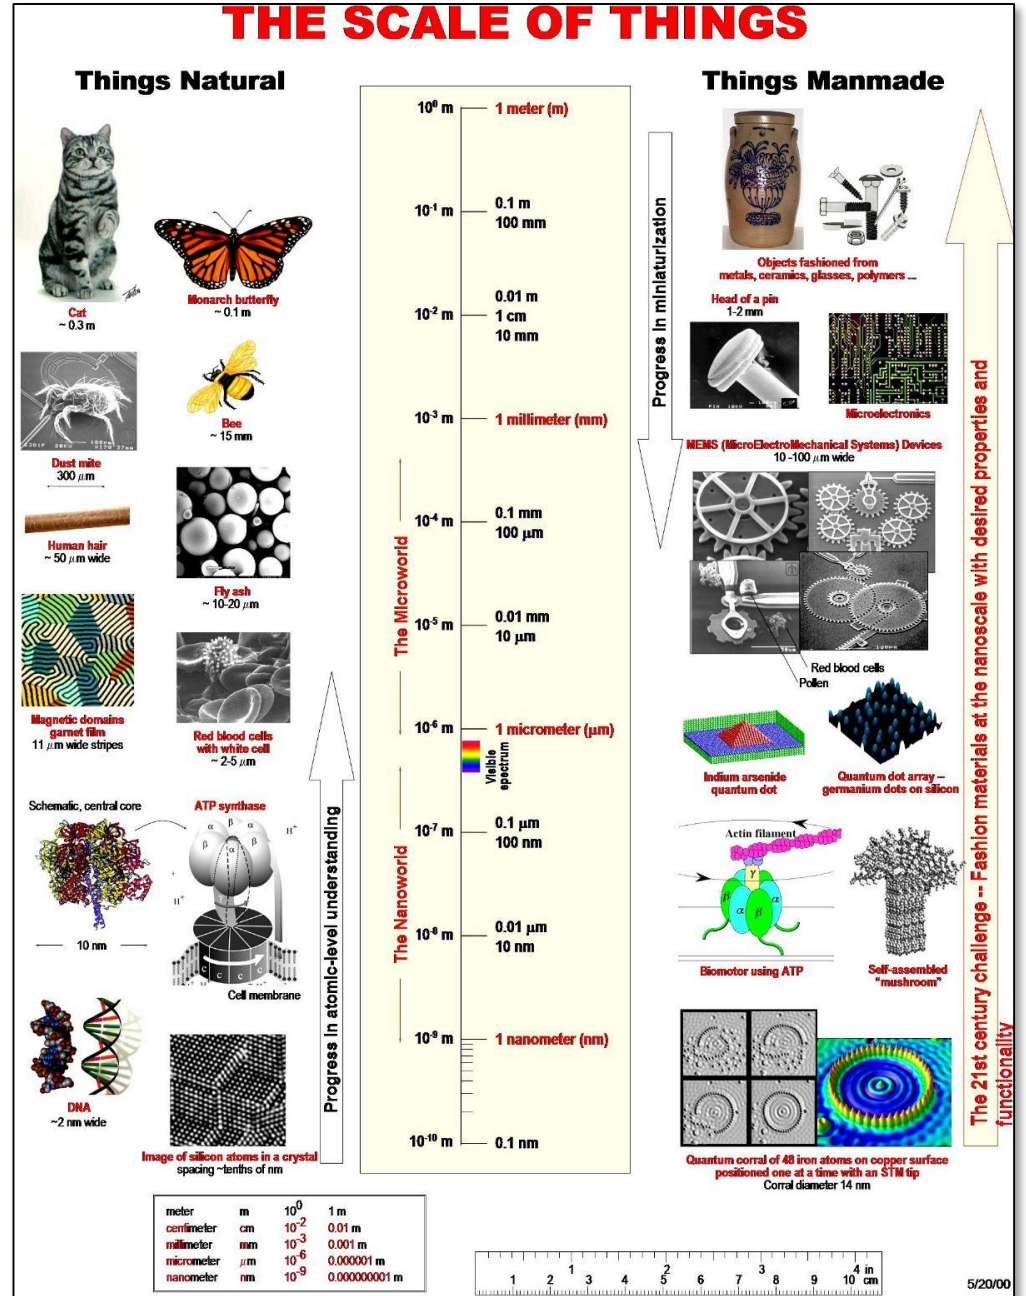 THE SCALE OF THINGS
Things Natural
Things Manmade
Cat
~ 0.3 m
Monarch butterfly
~ 0.1 m
Dust mite
300 μm
Bee
~ 15 mm
Human hair
~ 50 μm wide
Fly ash
~ 10-20 μm
Magnetic domains
garnet film
11 μm wide stripes
Red blood cells
with white cell
~ 2-5 μm
Schematic, central core
10 nm
ATP synthase
α β α
β β
α
H+
H+
C C C C
Cell membrane
DNA
~2 nm wide
Image of silicon atoms in a crystal
spacing ~tenths of nm
Progress in atomic-level understanding
10⁰ m
1 meter (m)
10⁻¹ m
0.1 m
100 mm
10⁻² m
0.01 m
1 cm
10 mm
10⁻³ m
1 millimeter (mm)
10⁻⁴ m
0.1 mm
100 μm
10⁻⁵ m
0.01 mm
10 μm
10⁻⁶ m
1 micrometer (μm)
Visible
spectrum
10⁻⁷ m
0.1 μm
100 nm
10⁻⁸ m
0.01 μm
10 nm
10⁻⁹ m
1 nanometer (nm)
10⁻¹⁰ m
0.1 nm
The Microworld
The Nanoworld
Progress in miniaturization
Objects fashioned from
metals, ceramics, glasses, polymers ...
Head of a pin
1-2 mm
Microelectronics
MEMS (MicroElectroMechanical Systems) Devices
10 -100 μm wide
Red blood cells
Pollen
Indium arsenide
quantum dot
Quantum dot array --
germanium dots on silicon
Actin filament
γ
β α β α
Biomotor using ATP
Self-assembled
"mushroom"
Quantum corral of 48 iron atoms on copper surface
positioned one at a time with an STM tip
Corral diameter 14 nm
The 21st century challenge -- Fashion materials at the nanoscale with desired properties and
functionality
meter m 10⁰ 1 m
centimeter cm 10⁻² 0.01 m
millimeter mm 10⁻³ 0.001 m
micrometer μm 10⁻⁶ 0.000001 m
nanometer nm 10⁻⁹ 0.000000001 m
1 2 3 4 in
1 2 3 4 5 6 7 8 9 10 cm
5/20/00